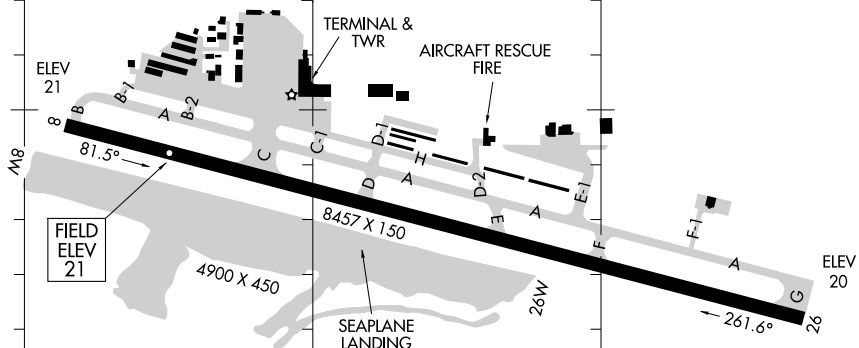 TERMINAL &
TWR
AIRCRAFT RESCUE
FIRE
ELEV
21
B-1
B-2
B
A
8
8W
81.5°
C
C-1
D-1
H
D
A
D-2
E
A
E-1
F
F-1
A
G
ELEV
20
26
261.6°
8457 X 150
FIELD
ELEV
21
4900 X 450
26W
SEAPLANE
LANDING